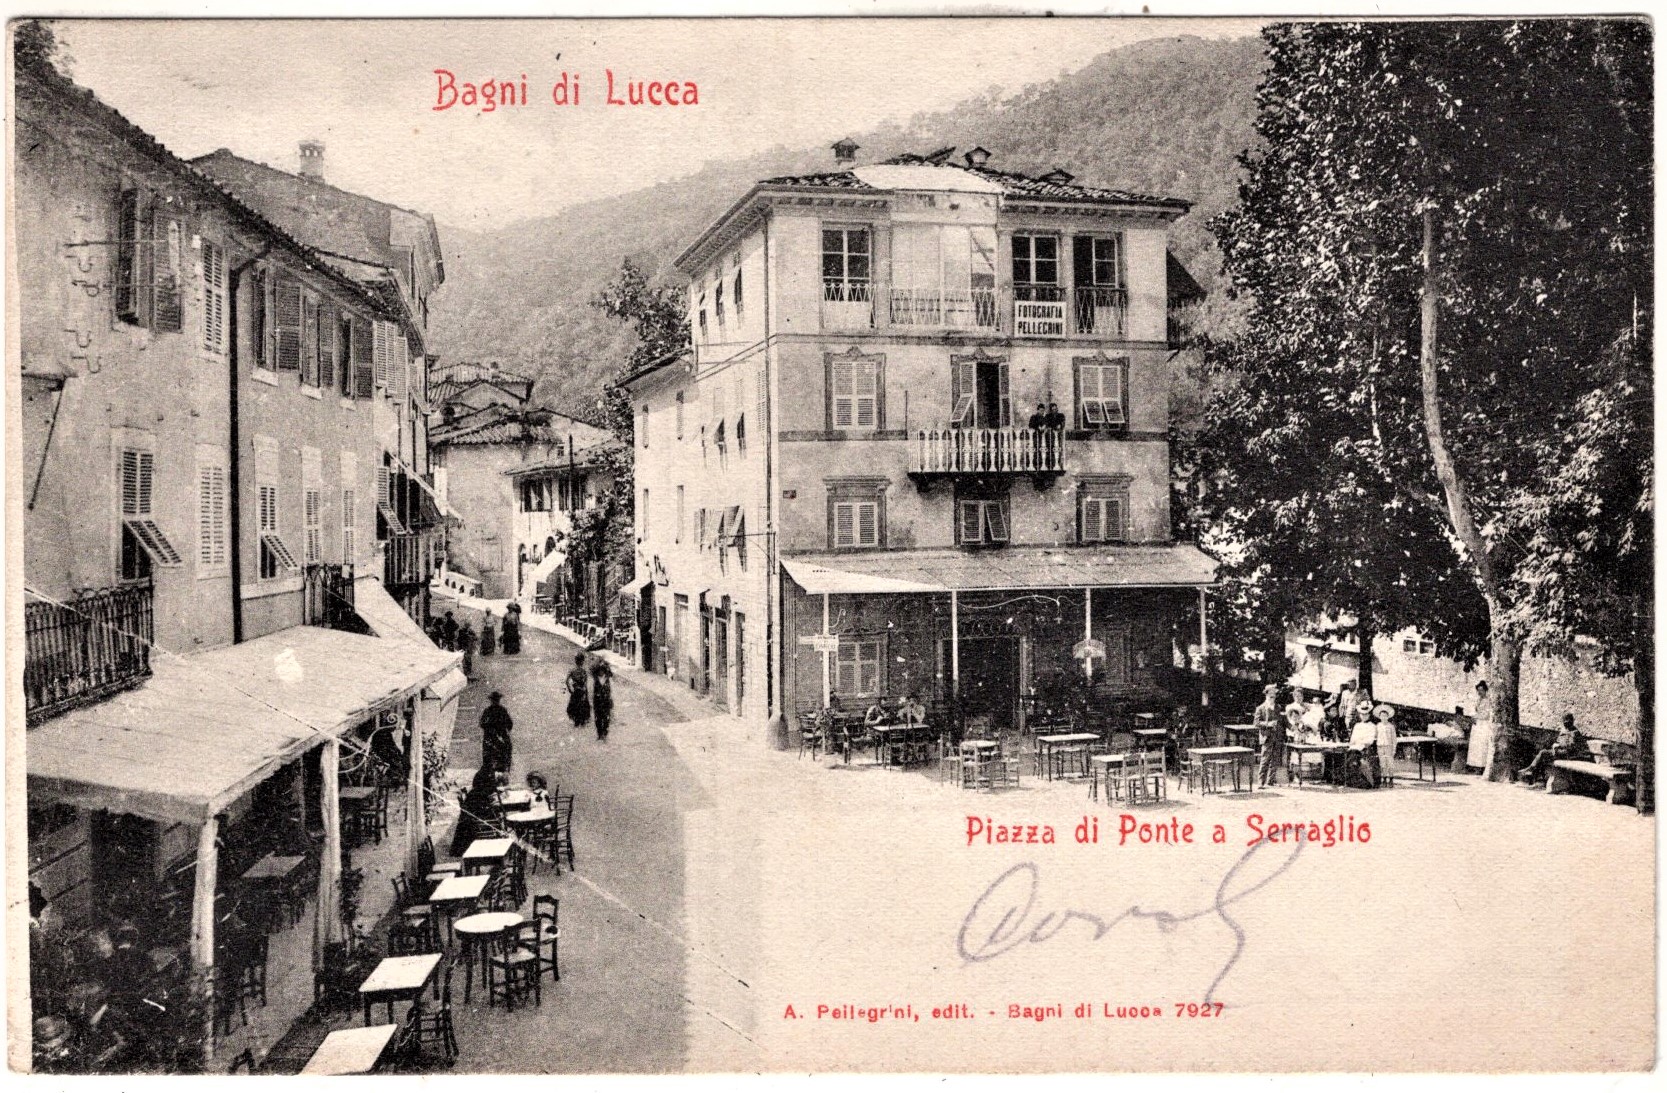 Bagni di Lucca
FOTOGRAFIA
PELLEGRINI
Piazza di Ponte a Serraglio
A. Pellegrini, edit. - Bagni di Lucca 7927